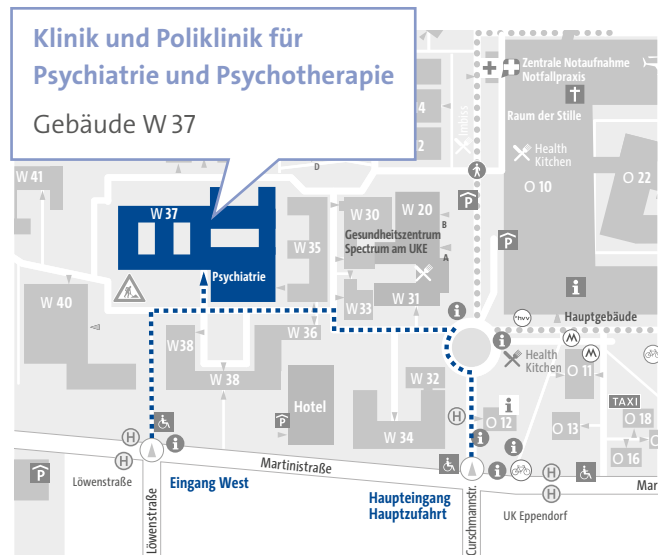 Klinik und Poliklinik für
Psychiatrie und Psychotherapie
Gebäude W 37
Zentrale Notaufnahme
Notfallpraxis
Raum der Stille
Imbiss
Health
Kitchen
O 10
O 22
D
W 41
W 37
Psychiatrie
W 35
W 30
W 20
B
Gesundheitszentrum
Spectrum am UKE
A
W 33
W 31
W 40
W 36
W38
W 38
Hotel
W 32
W 34
hvv
Hauptgebäude
Health
Kitchen
O 11
TAXI
O 12
O 13
O 18
O 16
H
H
H
H
H
P
P
P
P
Martinistraße
Mar
Löwenstraße
Löwenstraße
Eingang West
Haupteingang
Hauptzufahrt
Curschmannstr.
UK Eppendorf